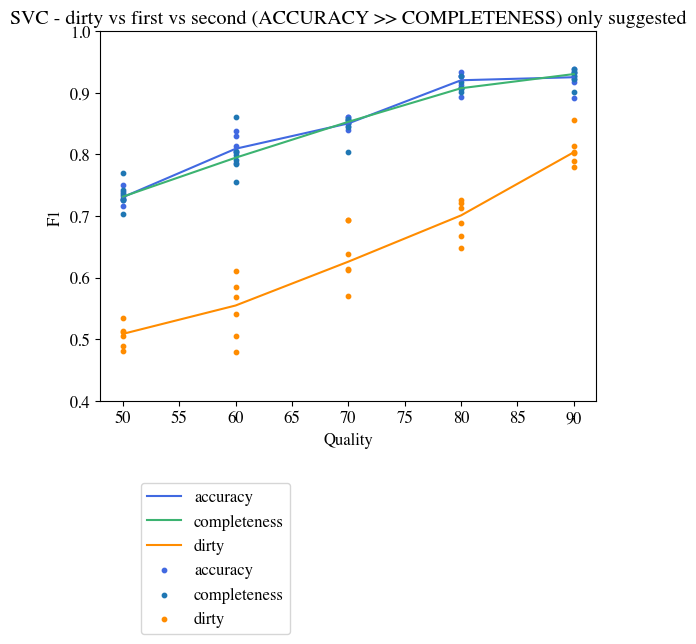 SVC - dirty vs first vs second (ACCURACY >> COMPLETENESS) only suggested
1.0
0.9
0.8
0.7
0.6
0.5
0.4
F1
50 55 60 65 70 75 80 85 90
Quality
accuracy
completeness
dirty
accuracy
completeness
dirty